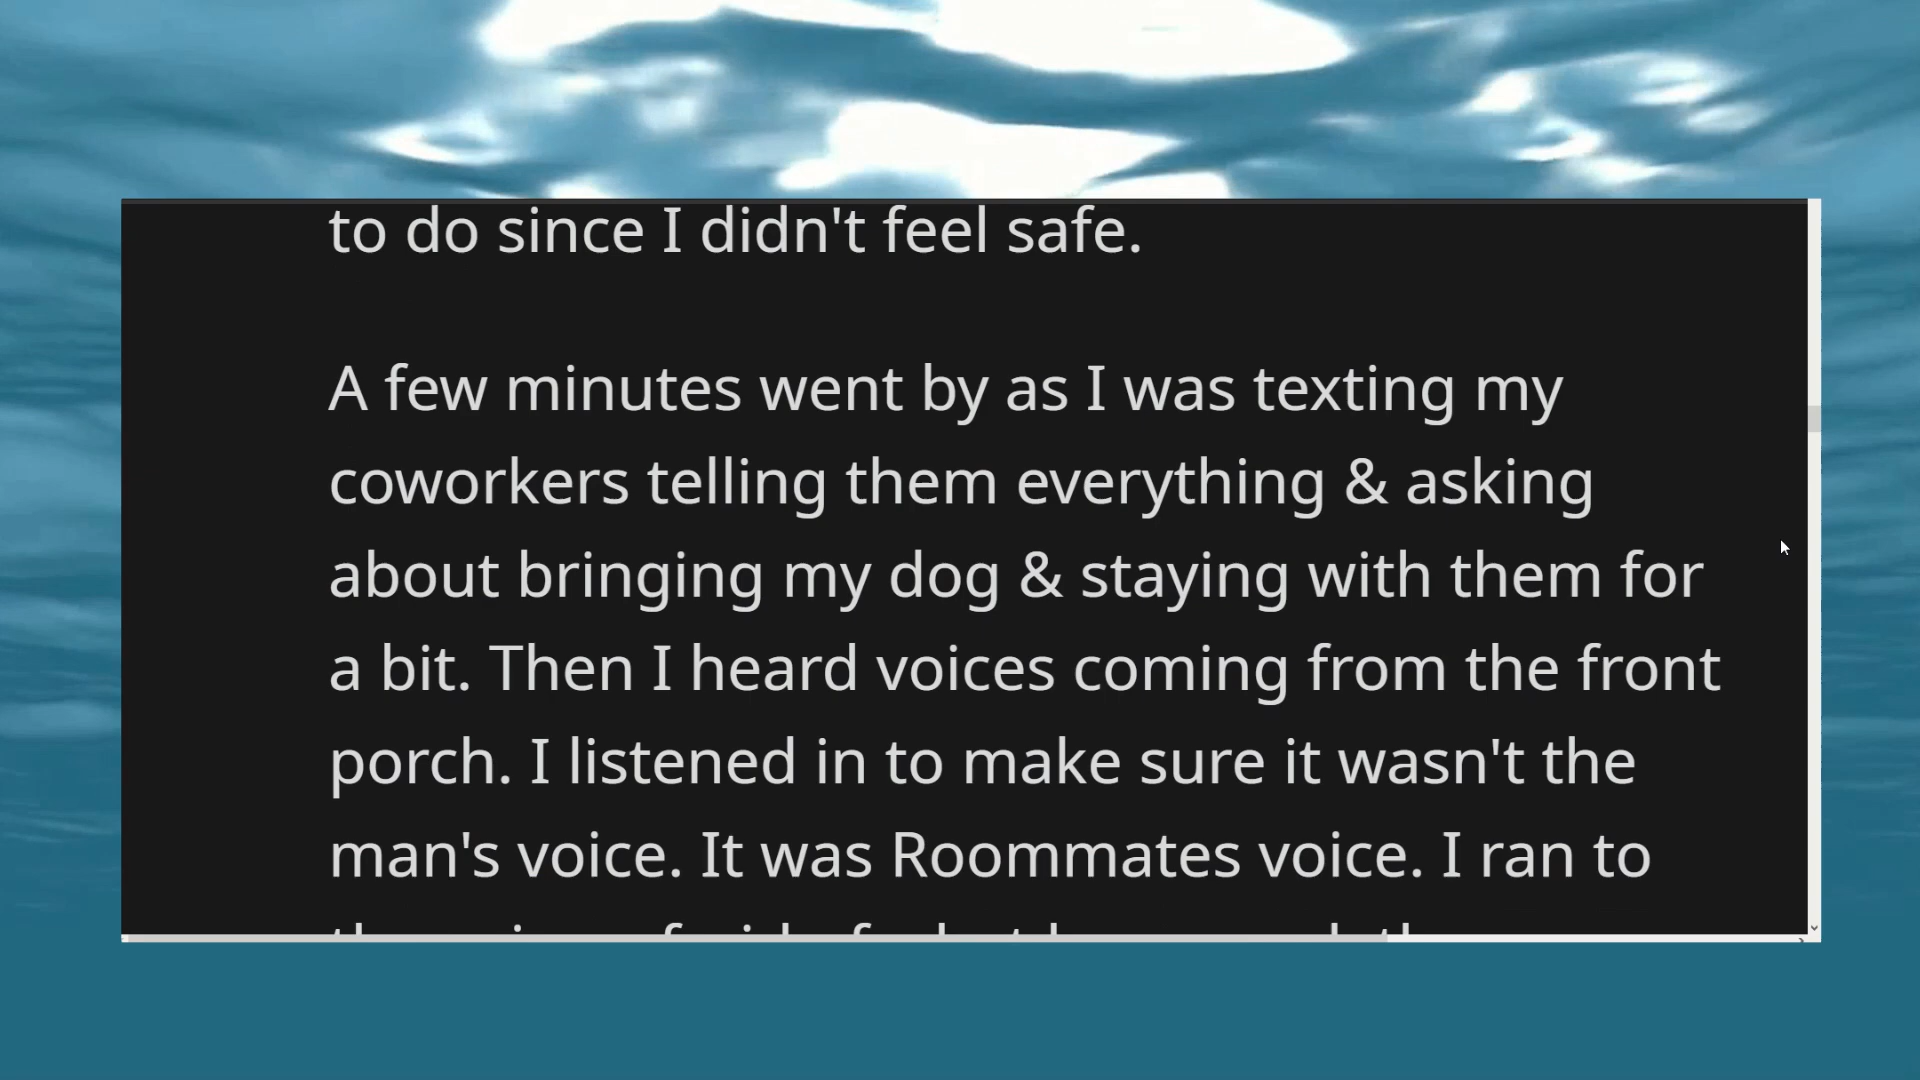 to do since I didn't feel safe.
A few minutes went by as I was texting my
coworkers telling them everything & asking
about bringing my dog & staying with them for
a bit. Then I heard voices coming from the front
porch. I listened in to make sure it wasn't the
man's voice. It was Roommates voice. I ran to